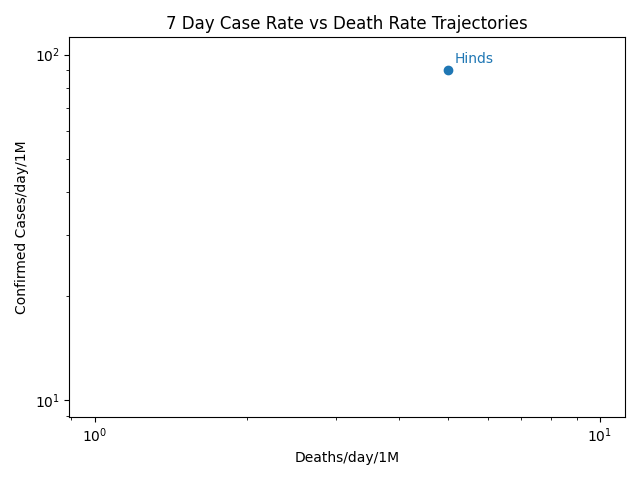 7 Day Case Rate vs Death Rate Trajectories
Hinds
10²
10¹
Confirmed Cases/day/1M
10⁰
10¹
Deaths/day/1M